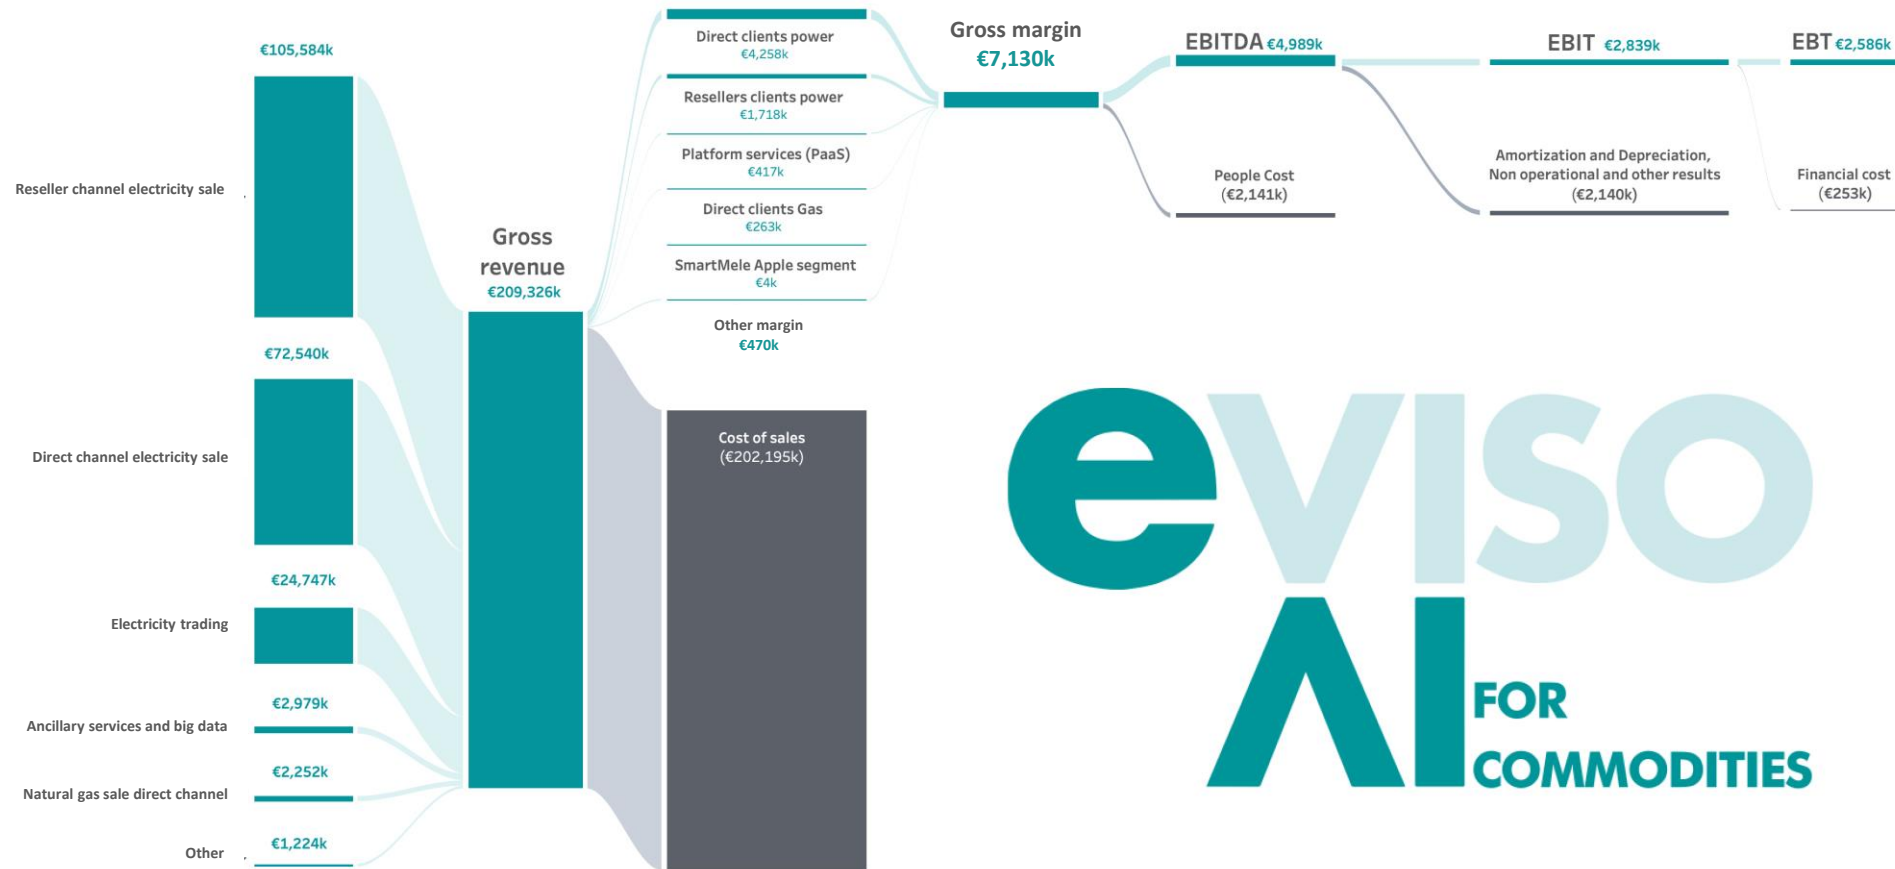 €105,584k
Reseller channel electricity sale
€72,540k
Direct channel electricity sale
€24,747k
Electricity trading
€2,979k
Ancillary services and big data
€2,252k
Natural gas sale direct channel
€1,224k
Other
Gross
revenue
€209,326k
Direct clients power
€4,258k
Resellers clients power
€1,718k
Platform services (PaaS)
€417k
Direct clients Gas
€263k
SmartMele Apple segment
€4k
Other margin
€470k
Cost of sales
(€202,195k)
Gross margin
€7,130k
EBITDA €4,989k
People Cost
(€2,141k)
EBIT €2,839k
Amortization and Depreciation,
Non operational and other results
(€2,140k)
EBT €2,586k
Financial cost
(€253k)
eVISO
AI
FOR
COMMODITIES